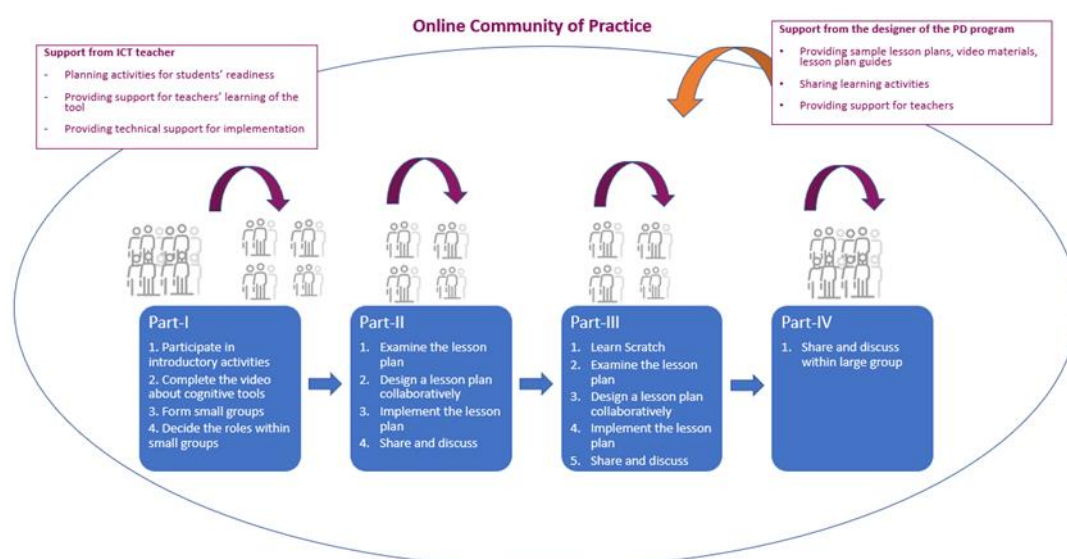 Online Community of Practice
Support from ICT teacher
- Planning activities for students’ readiness
- Providing support for teachers’ learning of the
tool
- Providing technical support for implementation
Support from the designer of the PD program
• Providing sample lesson plans, video materials,
lesson plan guides
• Sharing learning activities
• Providing support for teachers
Part-I
1. Participate in
introductory activities
2. Complete the video
about cognitive tools
3. Form small groups
4. Decide the roles within
small groups
Part-II
1. Examine the lesson
plan
2. Design a lesson plan
collaboratively
3. Implement the lesson
plan
4. Share and discuss
Part-III
1. Learn Scratch
2. Examine the lesson
plan
3. Design a lesson plan
collaboratively
4. Implement the lesson
plan
5. Share and discuss
Part-IV
1. Share and discuss
within large group